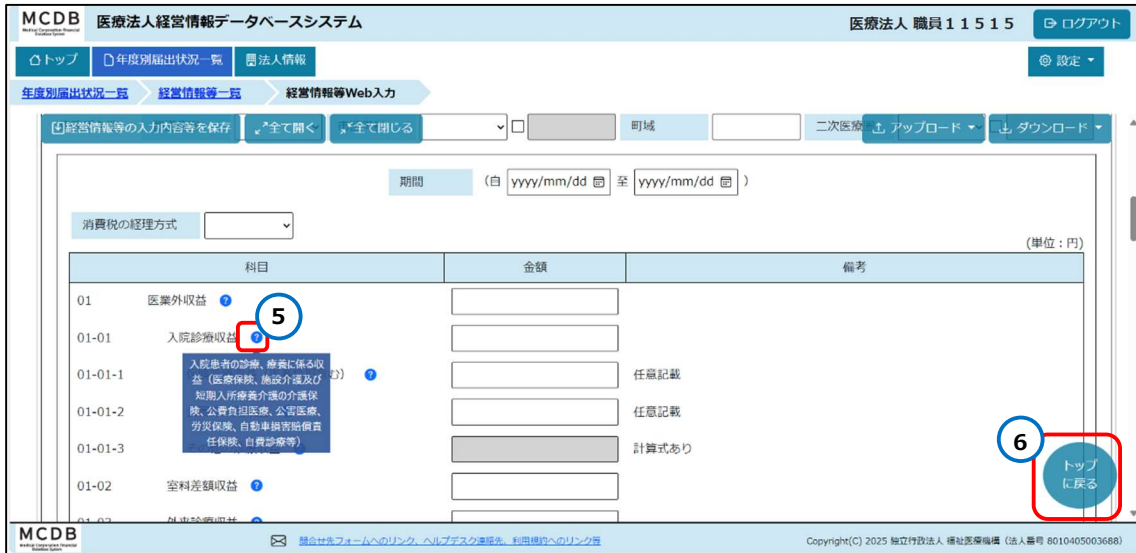 MCDB 医療法人経営情報データベースシステム 医療法人 職員11515 ログアウト
Medical Corporation Financial Database System
トップ 年度別届出状況一覧 法人情報 設定
年度別届出状況一覧 経営情報等一覧 経営情報等Web入力
経営情報等の入力内容等を保存 全て開く 全て閉じる 町域 二次医療 アップロード ダウンロード
期間 (自 yyyy/mm/dd 至 yyyy/mm/dd )
消費税の経理方式
(単位：円)
科目 金額 備考
01 医業外収益 ?
5
01-01 入院診療収益 ?
入院患者の診療、療養に係る収
益（医療保険、施設介護及び
短期入所療養介護の介護保
険、公費負担医療、公害医療、
労災保険、自動車損害賠償責
任保険、自費診療等）
01-01-1 む） ? 任意記載
01-01-2 任意記載
01-01-3 計算式あり
6
トップ
に戻る
01-02 室料差額収益 ?
MCDB 問合せ先フォームへのリンク、ヘルプデスク連絡先、利用規約へのリンク等 Copyright(C) 2025 独立行政法人 福祉医療機構（法人番号 8010405003688）
Medical Corporation Financial Database System